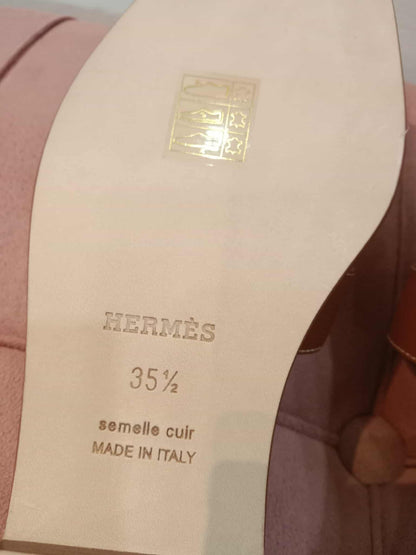 HERMÈS
35½
semelle cuir
MADE IN ITALY